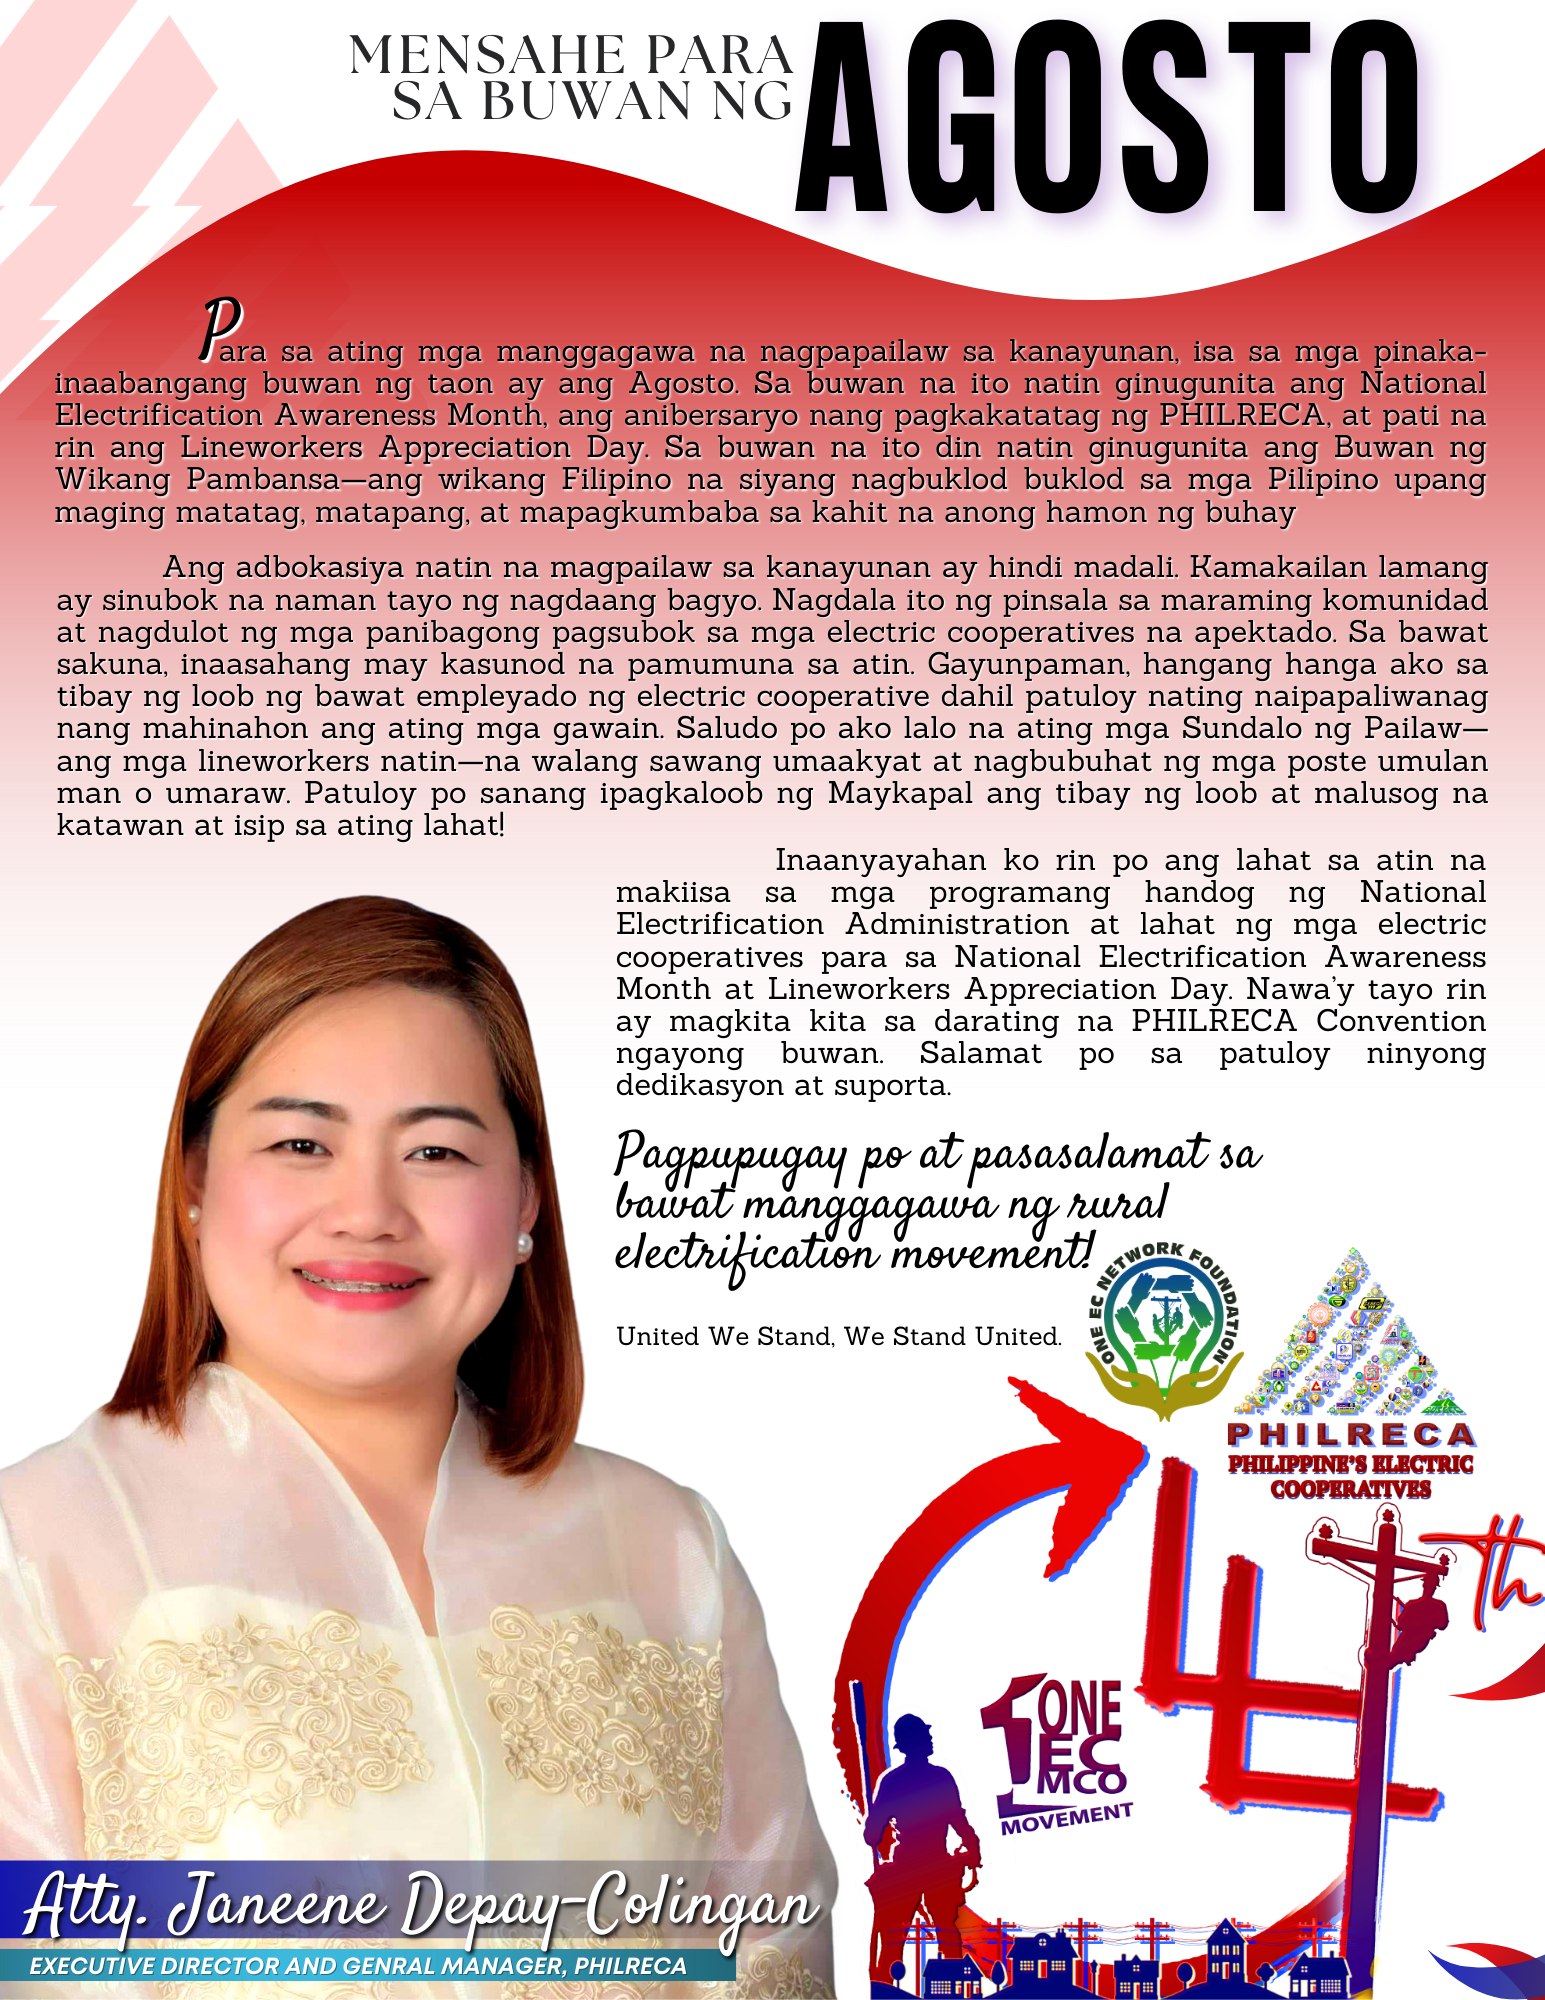 MENSAHE PARA
SA BUWAN NG
AGOSTO
Para sa ating mga manggagawa na nagpapailaw sa kanayunan, isa sa mga pinaka-
inaabangang buwan ng taon ay ang Agosto. Sa buwan na ito natin ginugunita ang National
Electrification Awareness Month, ang anibersaryo nang pagkakatatag ng PHILRECA, at pati na
rin ang Lineworkers Appreciation Day. Sa buwan na ito din natin ginugunita ang Buwan ng
Wikang Pambansa—ang wikang Filipino na siyang nagbuklod buklod sa mga Pilipino upang
maging matatag, matapang, at mapagkumbaba sa kahit na anong hamon ng buhay
Ang adbokasiya natin na magpailaw sa kanayunan ay hindi madali. Kamakailan lamang
ay sinubok na naman tayo ng nagdaang bagyo. Nagdala ito ng pinsala sa maraming komunidad
at nagdulot ng mga panibagong pagsubok sa mga electric cooperatives na apektado. Sa bawat
sakuna, inaasahang may kasunod na pamumuna sa atin. Gayunpaman, hangang hanga ako sa
tibay ng loob ng bawat empleyado ng electric cooperative dahil patuloy nating naipapaliwanag
nang mahinahon ang ating mga gawain. Saludo po ako lalo na ating mga Sundalo ng Pailaw—
ang mga lineworkers natin—na walang sawang umaakyat at nagbubuhat ng mga poste umulan
man o umaraw. Patuloy po sanang ipagkaloob ng Maykapal ang tibay ng loob at malusog na
katawan at isip sa ating lahat!
Inaanyayahan ko rin po ang lahat sa atin na
makiisa sa mga programang handog ng National
Electrification Administration at lahat ng mga electric
cooperatives para sa National Electrification Awareness
Month at Lineworkers Appreciation Day. Nawa'y tayo rin
ay magkita kita sa darating na PHILRECA Convention
ngayong buwan. Salamat po sa patuloy ninyong
dedikasyon at suporta.
Pagpupugay po at pasasalamat sa
bawat manggagawa ng rural
electrification movement!
United We Stand, We Stand United.
ONE EC NETWORK FOUNDATION
PHILRECA
PHILIPPINE'S ELECTRIC
COOPERATIVES
44th
1 ONE
EC
MCO
MOVEMENT
Atty. Janeene Depay-Colingan
EXECUTIVE DIRECTOR AND GENRAL MANAGER, PHILRECA